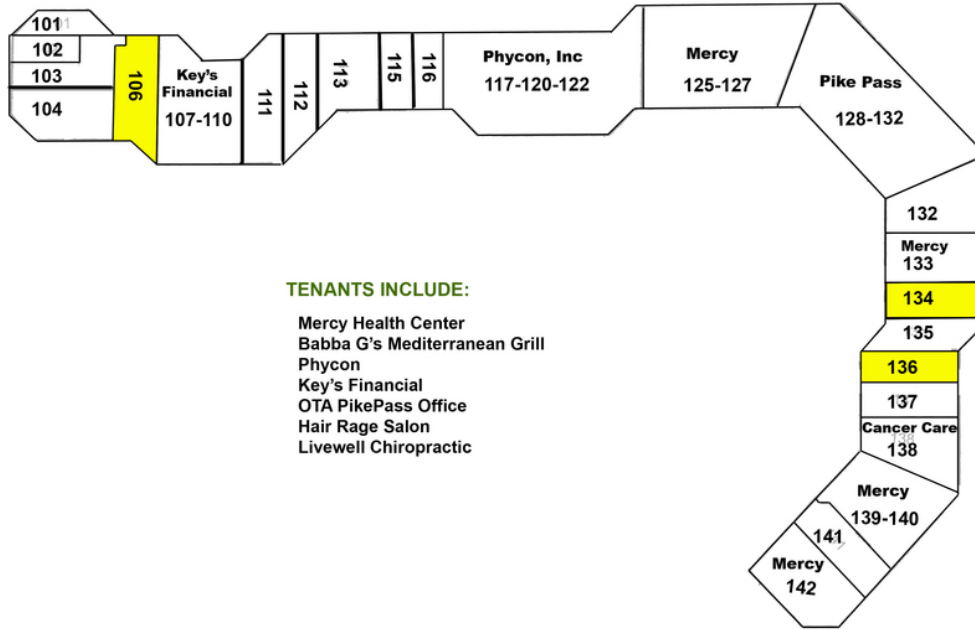 101
102
103
104
106
Key's
Financial
107-110
111
112
113
115
116
Phycon, Inc
117-120-122
Mercy
125-127
Pike Pass
128-132
132
Mercy
133
134
135
136
137
Cancer Care
138
Mercy
139-140
141
Mercy
142
TENANTS INCLUDE:
Mercy Health Center
Babba G's Mediterranean Grill
Phycon
Key's Financial
OTA PikePass Office
Hair Rage Salon
Livewell Chiropractic